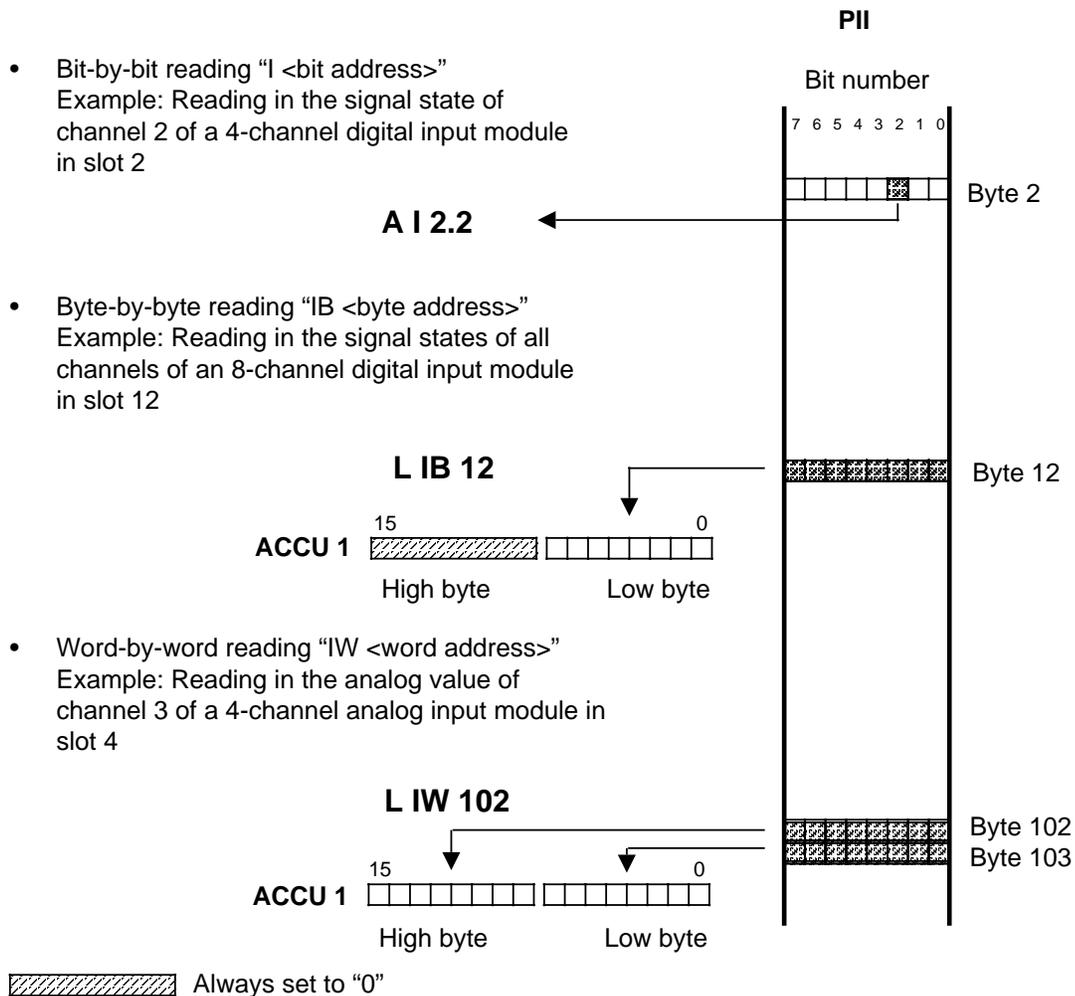 PII
• Bit-by-bit reading “I <bit address>”
Example: Reading in the signal state of
channel 2 of a 4-channel digital input module
in slot 2
Bit number
7 6 5 4 3 2 1 0
Byte 2
A I 2.2
• Byte-by-byte reading “IB <byte address>”
Example: Reading in the signal states of all
channels of an 8-channel digital input module
in slot 12
L IB 12
Byte 12
15 0
ACCU 1
High byte Low byte
• Word-by-word reading “IW <word address>”
Example: Reading in the analog value of
channel 3 of a 4-channel analog input module in
slot 4
L IW 102
Byte 102
Byte 103
15 0
ACCU 1
High byte Low byte
Always set to “0”